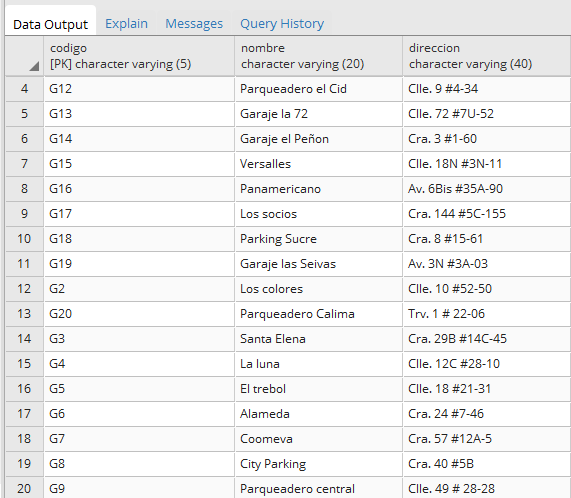 Data Output Explain Messages Query History
codigo nombre direccion
[PK] character varying (5) character varying (20) character varying (40)
4 G12 Parqueadero el Cid Clle. 9 #4-34
5 G13 Garaje la 72 Clle. 72 #7U-52
6 G14 Garaje el Peñon Cra. 3 #1-60
7 G15 Versalles Clle. 18N #3N-11
8 G16 Panamericano Av. 6Bis #35A-90
9 G17 Los socios Cra. 144 #5C-155
10 G18 Parking Sucre Cra. 8 #15-61
11 G19 Garaje las Seivas Av. 3N #3A-03
12 G2 Los colores Clle. 10 #52-50
13 G20 Parqueadero Calima Trv. 1 # 22-06
14 G3 Santa Elena Cra. 29B #14C-45
15 G4 La luna Clle. 12C #28-10
16 G5 El trebol Clle. 18 #21-31
17 G6 Alameda Cra. 24 #7-46
18 G7 Coomeva Cra. 57 #12A-5
19 G8 City Parking Cra. 40 #5B
20 G9 Parqueadero central Clle. 49 # 28-28